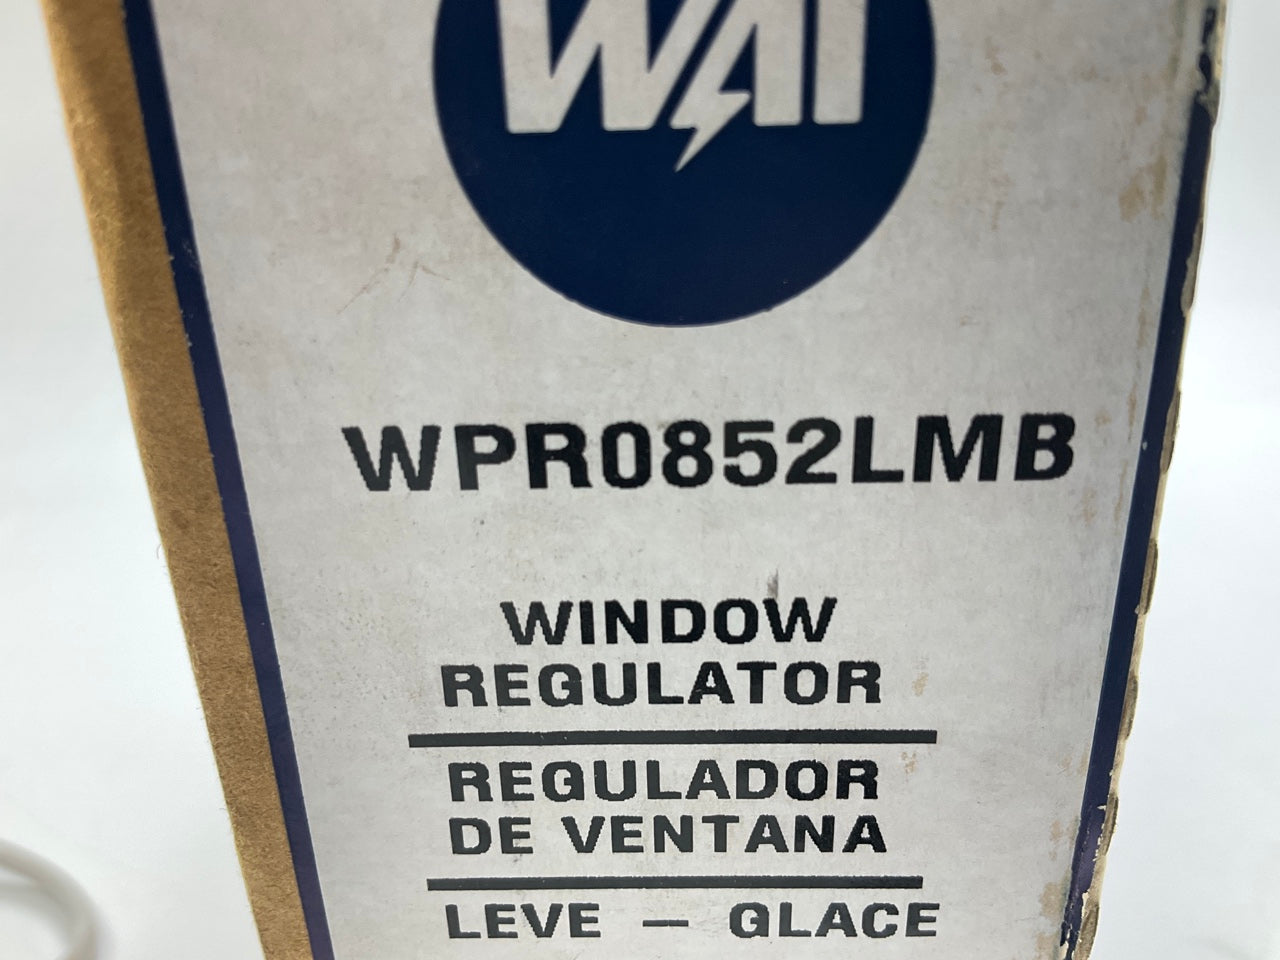 WAI
WPR0852LMB
WINDOW
REGULATOR
REGULADOR
DE VENTANA
LEVE - GLACE